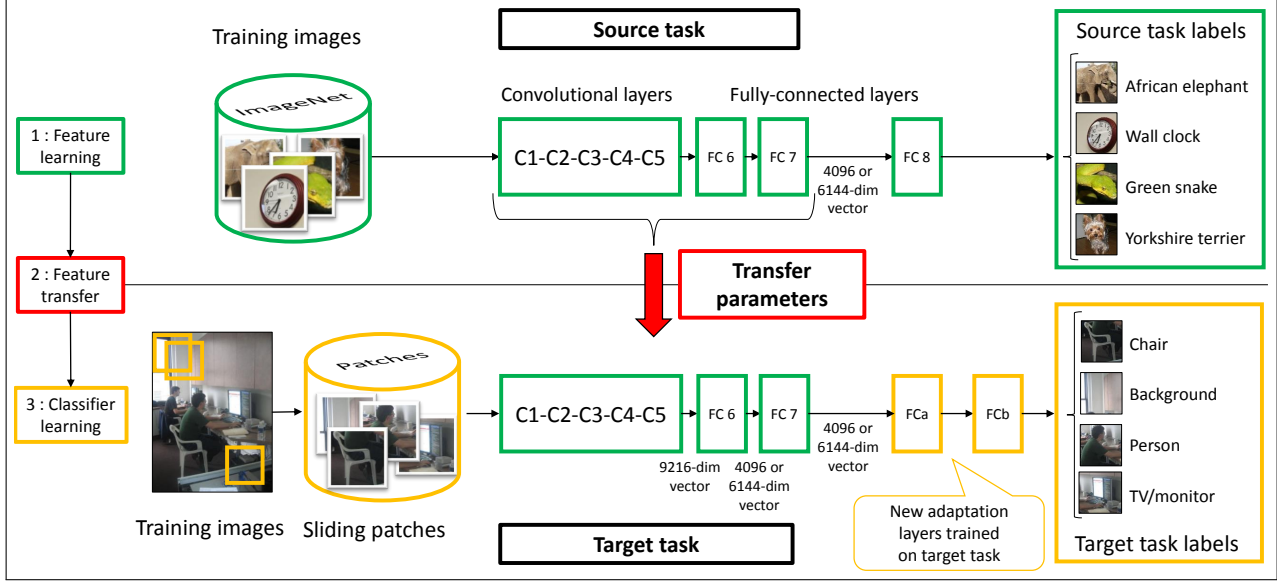 Source task
Training images
ImageNet
Convolutional layers
Fully-connected layers
Source task labels
African elephant
Wall clock
Green snake
Yorkshire terrier
1 : Feature
learning
C1-C2-C3-C4-C5
FC 6
FC 7
4096 or
6144-dim
vector
FC 8
2 : Feature
transfer
Transfer
parameters
3 : Classifier
learning
Training images
Patches
Sliding patches
C1-C2-C3-C4-C5
9216-dim
vector
FC 6
4096 or
6144-dim
vector
FC 7
4096 or
6144-dim
vector
FCa
FCb
New adaptation
layers trained
on target task
Chair
Background
Person
TV/monitor
Target task labels
Target task